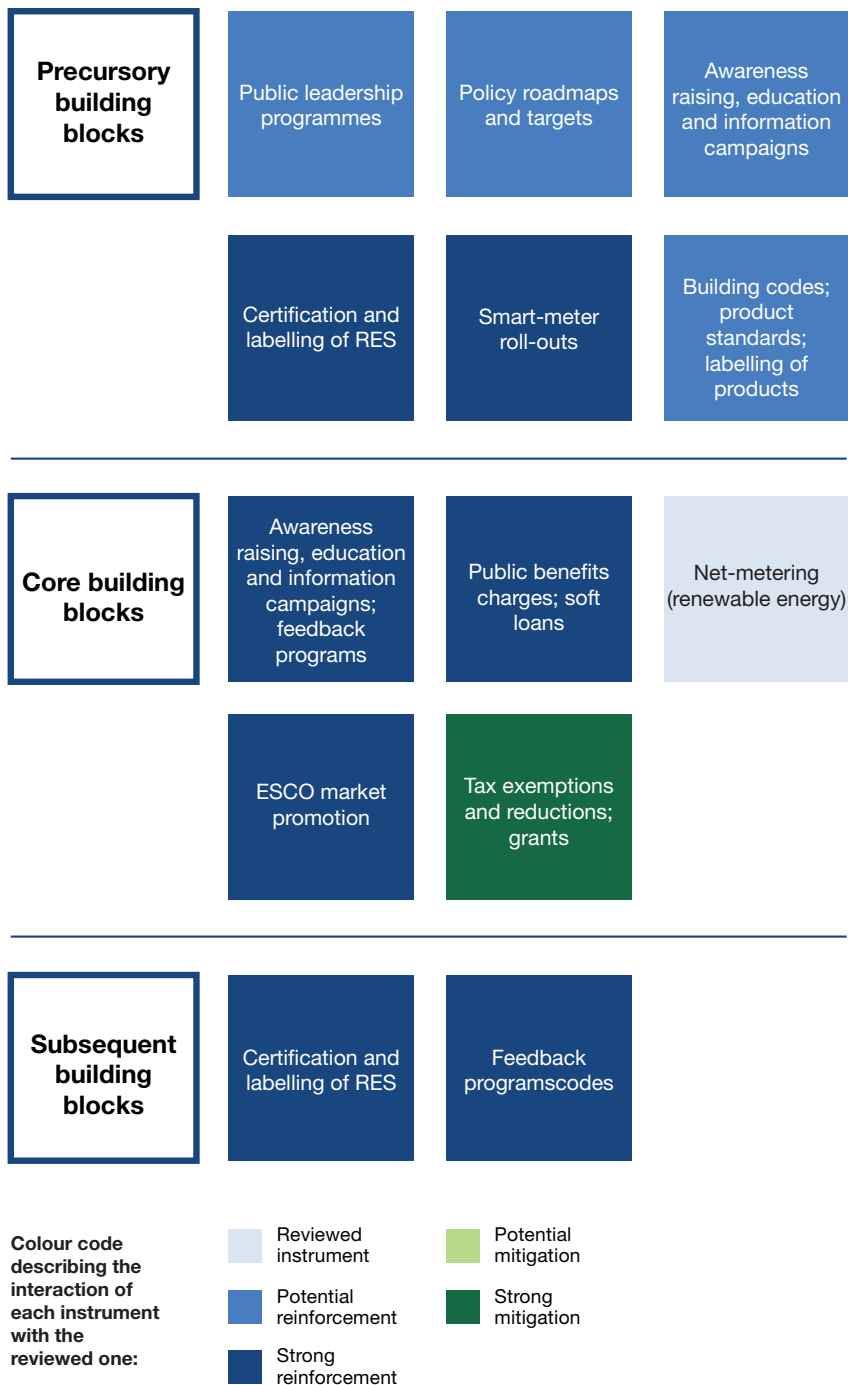 Precursory
building
blocks
Public leadership
programmes
Policy roadmaps
and targets
Awareness
raising, education
and information
campaigns
Certification and
labelling of RES
Smart-meter
roll-outs
Building codes;
product
standards;
labelling of
products
Core building
blocks
Awareness
raising, education
and information
campaigns;
feedback
programs
Public benefits
charges; soft
loans
Net-metering
(renewable energy)
ESCO market
promotion
Tax exemptions
and reductions;
grants
Subsequent
building
blocks
Certification and
labelling of RES
Feedback
programscodes
Colour code
describing the
interaction of
each instrument
with the
reviewed one:
Reviewed
instrument
Potential
reinforcement
Strong
reinforcement
Potential
mitigation
Strong
mitigation